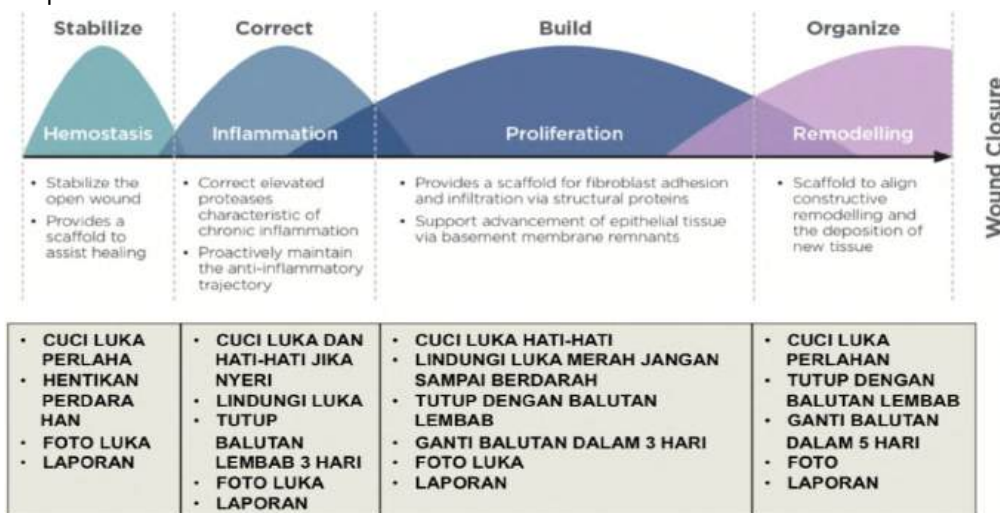 Stabilize
Correct
Build
Organize
Hemostasis
Inflammation
Proliferation
Remodelling
Wound Closure
• Stabilize the
open wound
• Provides a
scaffold to
assist healing
• Correct elevated
proteases
characteristic of
chronic inflammation
• Proactively maintain
the anti-inflammatory
trajectory
• Provides a scaffold for fibroblast adhesion
and infiltration via structural proteins
• Support advancement of epithelial tissue
via basement membrane remnants
• Scaffold to align
constructive
remodelling and
the deposition of
new tissue
• CUCI LUKA
PERLAHA
• HENTIKAN
PERDARA
HAN
• FOTO LUKA
• LAPORAN
• CUCI LUKA DAN
HATI-HATI JIKA
NYERI
• LINDUNGI LUKA
• TUTUP
BALUTAN
LEMBAB 3 HARI
• FOTO LUKA
• LAPORAN
• CUCI LUKA HATI-HATI
• LINDUNGI LUKA MERAH JANGAN
SAMPAI BERDARAH
• TUTUP DENGAN BALUTAN
LEMBAB
• GANTI BALUTAN DALAM 3 HARI
• FOTO LUKA
• LAPORAN
• CUCI LUKA
PERLAHAN
• TUTUP DENGAN
BALUTAN LEMBAB
• GANTI BALUTAN
DALAM 5 HARI
• FOTO
• LAPORAN